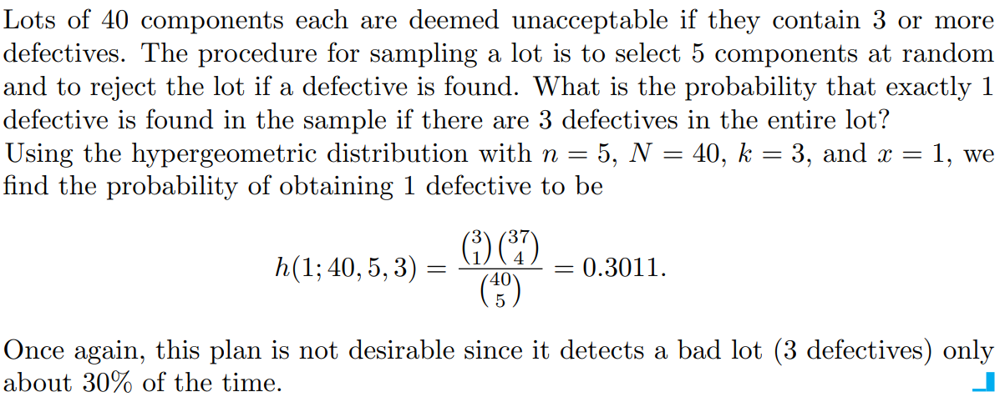 Lots of 40 components each are deemed unacceptable if they contain 3 or more
defectives. The procedure for sampling a lot is to select 5 components at random
and to reject the lot if a defective is found. What is the probability that exactly 1
defective is found in the sample if there are 3 defectives in the entire lot?
Using the hypergeometric distribution with n = 5, N = 40, k = 3, and x = 1, we
find the probability of obtaining 1 defective to be
h(1; 40, 5, 3) = \frac{\binom{3}{1}\binom{37}{4}}{\binom{40}{5}} = 0.3011.
Once again, this plan is not desirable since it detects a bad lot (3 defectives) only
about 30% of the time.